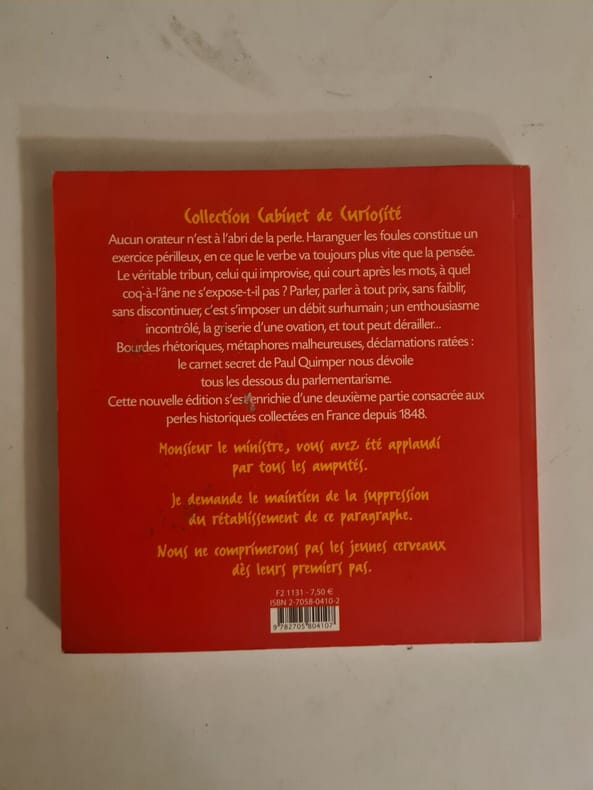 Collection Cabinet de Curiosité
Aucun orateur n'est à l'abri de la perle. Haranguer les foules constitue un
exercice périlleux, en ce que le verbe va toujours plus vite que la pensée.
Le véritable tribun, celui qui improvise, qui court après les mots, à quel
coq-à-l'âne ne s'expose-t-il pas ? Parler, parler à tout prix, sans faiblir,
sans discontinuer, c'est s'imposer un débit surhumain ; un enthousiasme
incontrôlé, la griserie d'une ovation, et tout peut dérailler...
Bourdes rhétoriques, métaphores malheureuses, déclamations ratées :
le carnet secret de Paul Quimper nous dévoile
tous les dessous du parlementarisme.
Cette nouvelle édition s'est enrichie d'une deuxième partie consacrée aux
perles historiques collectées en France depuis 1848.
Monsieur le ministre, vous avez été applaudi
par tous les amputés.
Je demande le maintien de la suppression
du rétablissement de ce paragraphe.
Nous ne comprimerons pas les jeunes cerveaux
dès leurs premiers pas.
F2 1131 - 7,50 €
ISBN 2-7058-0410-2
9 782705 804107